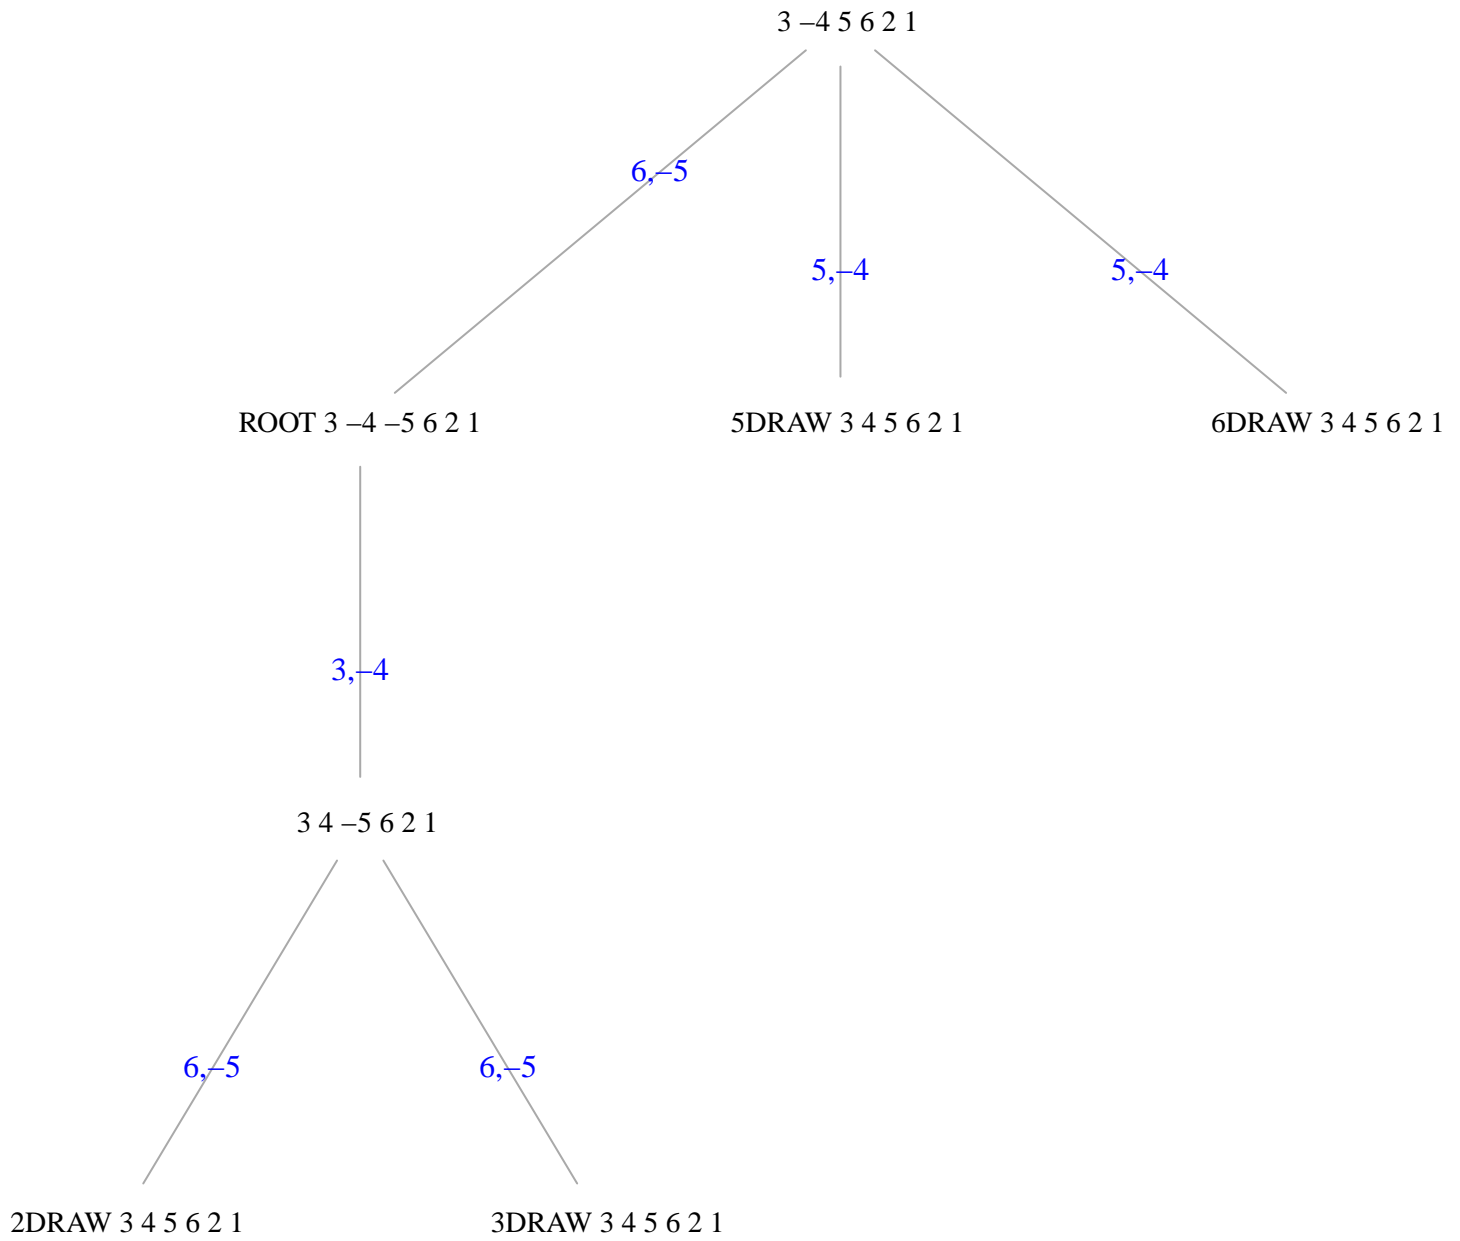 3 –4 5 6 2 1
6,–5
5,–4
5,–4
ROOT 3 –4 –5 6 2 1
5DRAW 3 4 5 6 2 1
6DRAW 3 4 5 6 2 1
3,–4
3 4 –5 6 2 1
6,–5
6,–5
2DRAW 3 4 5 6 2 1
3DRAW 3 4 5 6 2 1